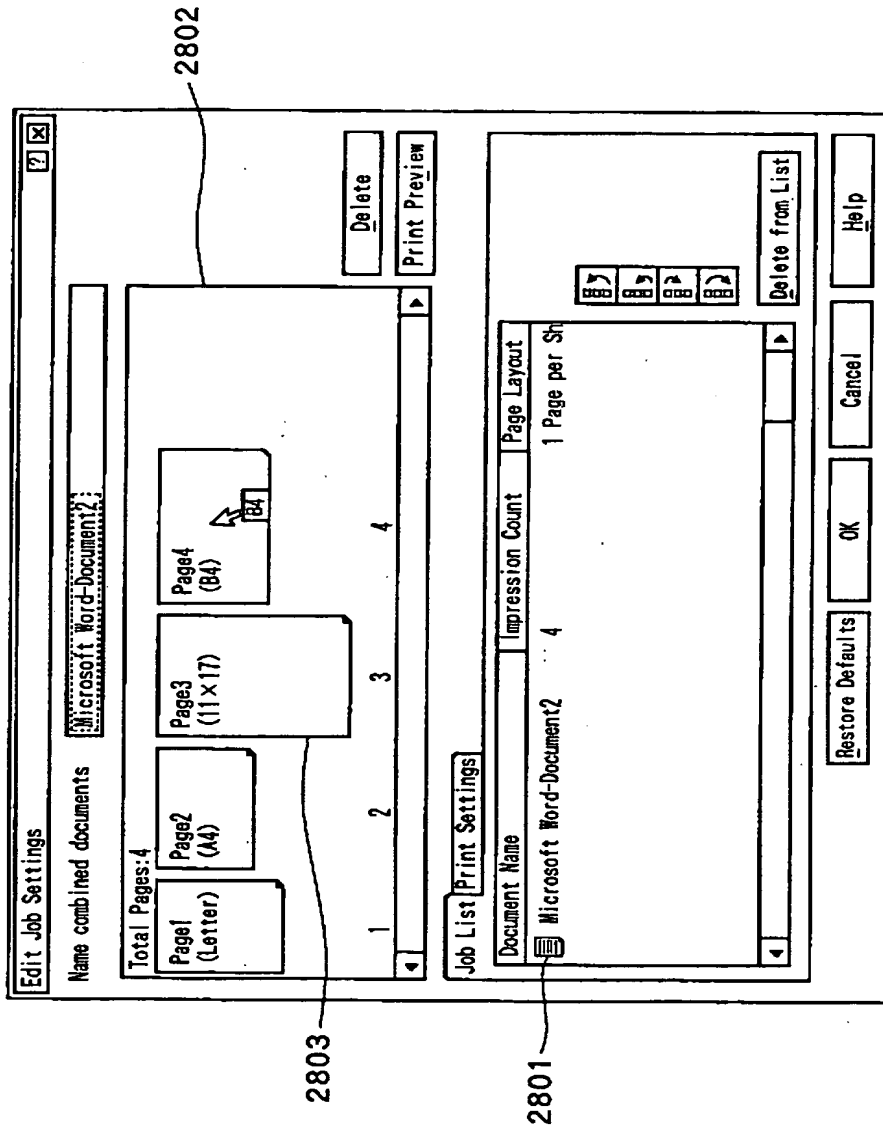 Edit Job Settings ? X
Name combined documents Microsoft Word-Document2
Total Pages:4
Page1
(Letter)
Page2
(A4)
Page3
(11×17)
Page4
(B4)
B4
1 2 3 4
Delete
Print Preview
Job List Print Settings
Document Name Impression Count Page Layout
Microsoft Word-Document2 4 1 Page per Sh
Delete from List
Restore Defaults OK Cancel Help
2801
2802
2803